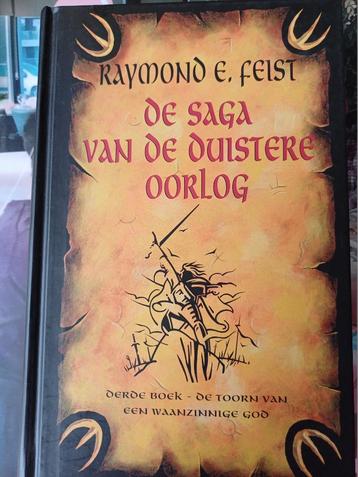 RAYMOND E. FEIST
DE SAGA
VAN DE DUISTERE
OORLOG
DERDE BOEK - DE TOORN VAN
EEN WAANZINNIGE GOD